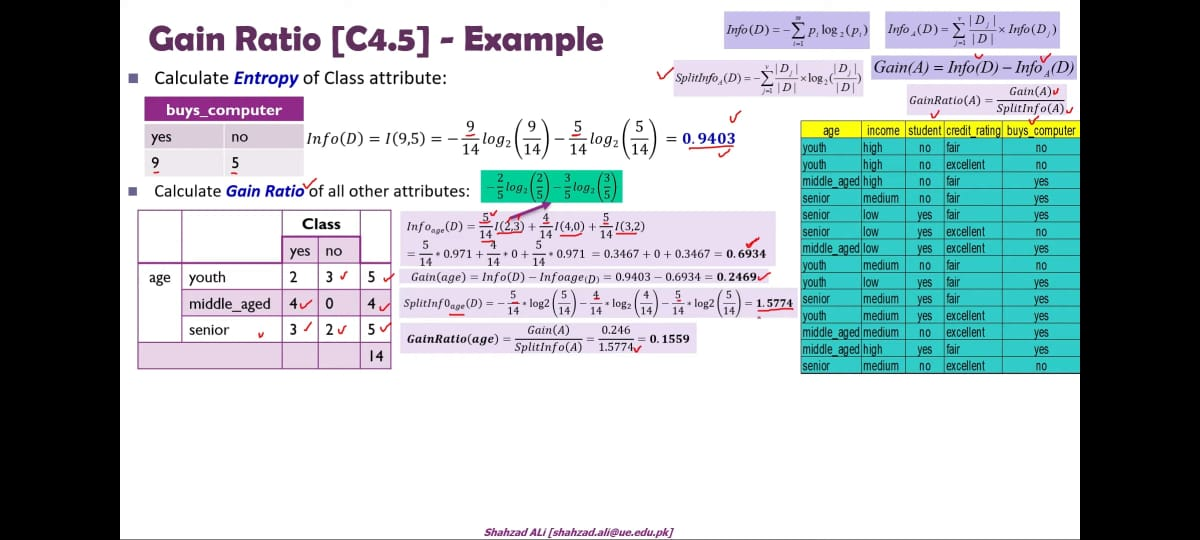 Gain Ratio [C4.5] - Example
Info(D) = -∑ᵢ₌₁ᵐ pᵢ log₂(pᵢ)
Info_A(D) = ∑ⱼ₌₁ᵛ |Dⱼ|/|D| × Info(Dⱼ)
SplitInfo_A(D) = -∑ⱼ₌₁ᵛ |Dⱼ|/|D| × log₂(|Dⱼ|/|D|)
Gain(A) = Info(D) − Info_A(D)
GainRatio(A) = Gain(A)/SplitInfo(A)
Calculate Entropy of Class attribute:
buys_computer
yes no
9 5
Info(D) = I(9,5) = −9/14 log₂(9/14) − 5/14 log₂(5/14) = 0.9403
Calculate Gain Ratio of all other attributes:
−2/5 log₂(2/5) − 3/5 log₂(3/5)
Class
yes no
age youth 2 3 5
middle_aged 4 0 4
senior 3 2 5
14
Info_age(D) = 5/14 I(2,3) + 4/14 I(4,0) + 5/14 I(3,2)
= 5/14 * 0.971 + 4/14 * 0 + 5/14 * 0.971 = 0.3467 + 0 + 0.3467 = 0.6934
Gain(age) = Info(D) − Infoage(D) = 0.9403 − 0.6934 = 0.2469
SplitInf0age(D) = −5/14 * log2(5/14) − 4/14 * log₂(4/14) − 5/14 * log2(5/14) = 1.5774
GainRatio(age) = Gain(A)/SplitInfo(A) = 0.246/1.5774 = 0.1559
age income student credit_rating buys_computer
youth high no fair no
youth high no excellent no
middle_aged high no fair yes
senior medium no fair yes
senior low yes fair yes
senior low yes excellent no
middle_aged low yes excellent yes
youth medium no fair no
youth low yes fair yes
senior medium yes fair yes
youth medium yes excellent yes
middle_aged medium no excellent yes
middle_aged high yes fair yes
senior medium no excellent no
Shahzad ALi [shahzad.ali@ue.edu.pk]